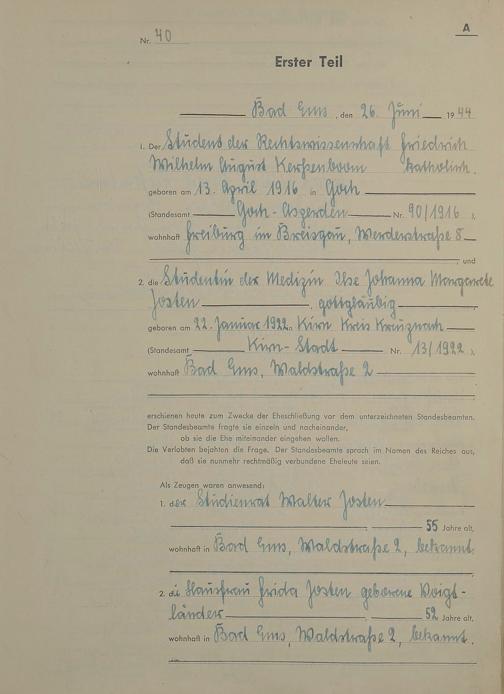 A
Nr. 40
Erster Teil
Bad Ems, den 26. Juni 1944
1. Der Student der Rechtswissenschaft Friedrich
Wilhelm August Kerßenboom katholisch,
geboren am 13. April 1916 in Goch
(Standesamt Goch-Asperden Nr. 90/1916),
wohnhaft Freiburg im Breisgau, Werderstraße 8
, und
2. die Studentin der Medizin Ilse Johanna Margarete
Josten, gottgläubig
geboren am 22. Januar 1922 in Kirn Kreis Kreuznach
(Standesamt Kirn-Stadt Nr. 13/1922),
wohnhaft Bad Ems, Waldstraße 2
erschienen heute zum Zwecke der Eheschließung vor dem unterzeichneten Standesbeamten.
Der Standesbeamte fragte sie einzeln und nacheinander,
ob sie die Ehe miteinander eingehen wollen.
Die Verlobten bejahten die Frage. Der Standesbeamte sprach im Namen des Reiches aus,
daß sie nunmehr rechtmäßig verbundene Eheleute seien.
Als Zeugen waren anwesend:
1. der Studienrat Walter Josten
, 55 Jahre alt,
wohnhaft in Bad Ems, Waldstraße 2, bekannt.
2. die Hausfrau Frida Josten geborene Voigt-
länder, 52 Jahre alt,
wohnhaft in Bad Ems, Waldstraße 2, bekannt.